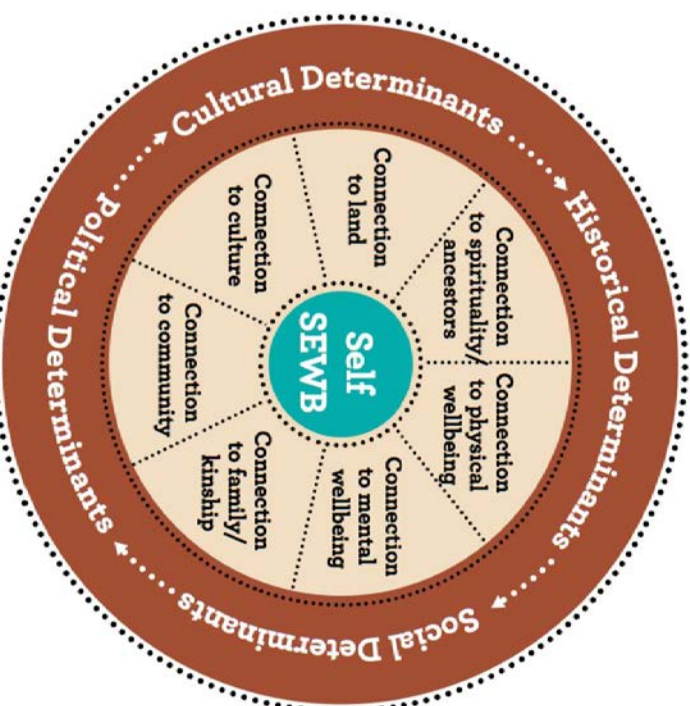 Cultural Determinants
Historical Determinants
Social Determinants
Political Determinants
Connection
to spirituality/
ancestors
Connection
to physical
wellbeing
Connection
to mental
wellbeing
Connection
to family/
kinship
Connection
to community
Connection
to culture
Connection
to land
Self
SEWB